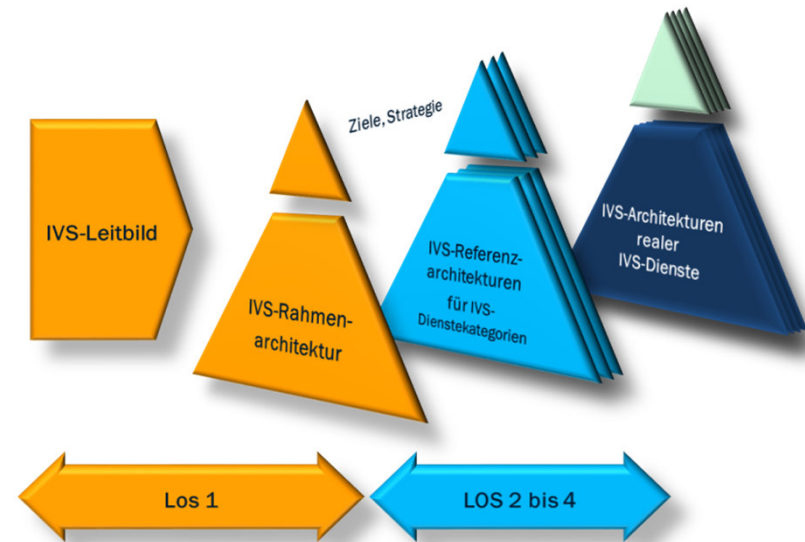 IVS-Leitbild
IVS-Rahmen-
architektur
Ziele, Strategie
IVS-Referenz-
architekturen
für IVS-
Dienstekategorien
IVS-Architekturen
realer
IVS-Dienste
Los 1
LOS 2 bis 4